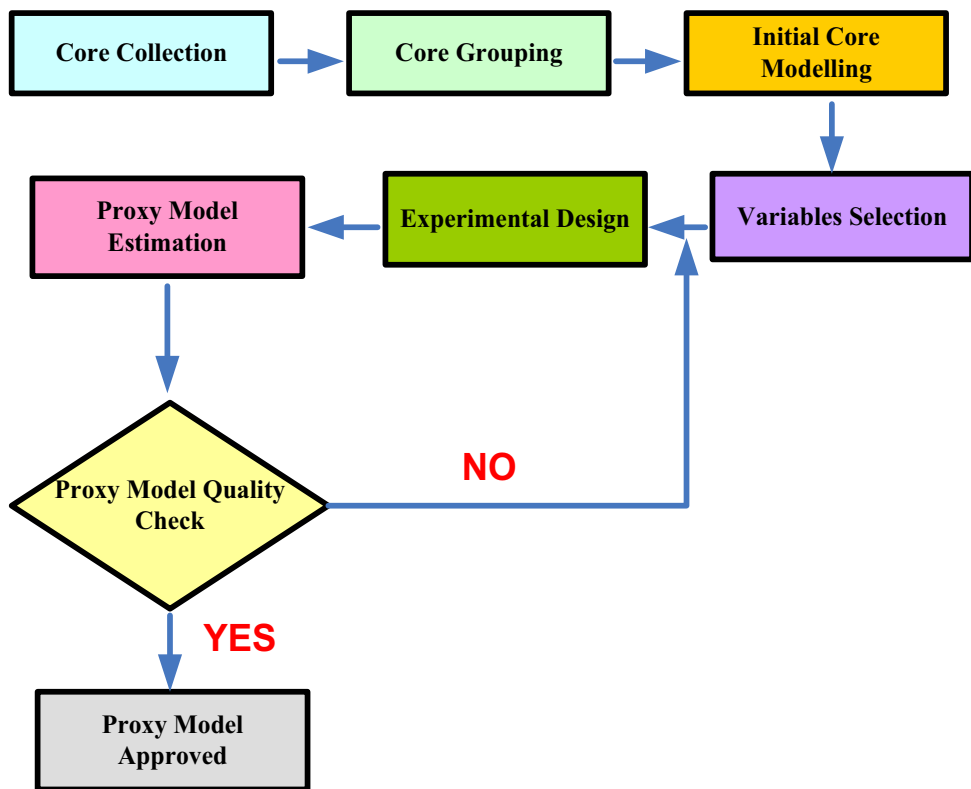 Core Collection
Core Grouping
Initial Core
Modelling
Proxy Model
Estimation
Experimental Design
Variables Selection
Proxy Model Quality
Check
NO
YES
Proxy Model
Approved